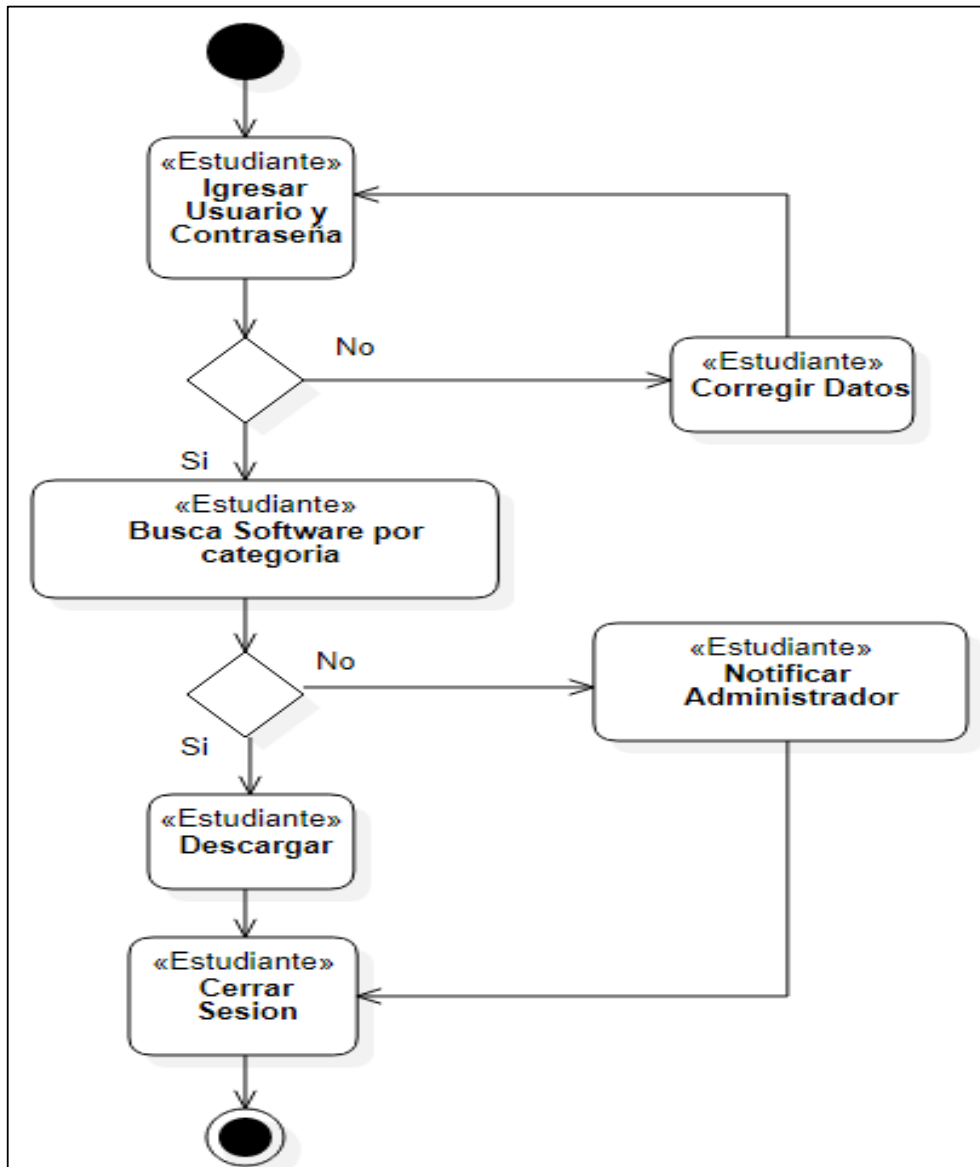 «Estudiante»
Igresar
Usuario y
Contraseña
No
«Estudiante»
Corregir Datos
Si
«Estudiante»
Busca Software por
categoria
No
«Estudiante»
Notificar
Administrador
Si
«Estudiante»
Descargar
«Estudiante»
Cerrar
Sesion